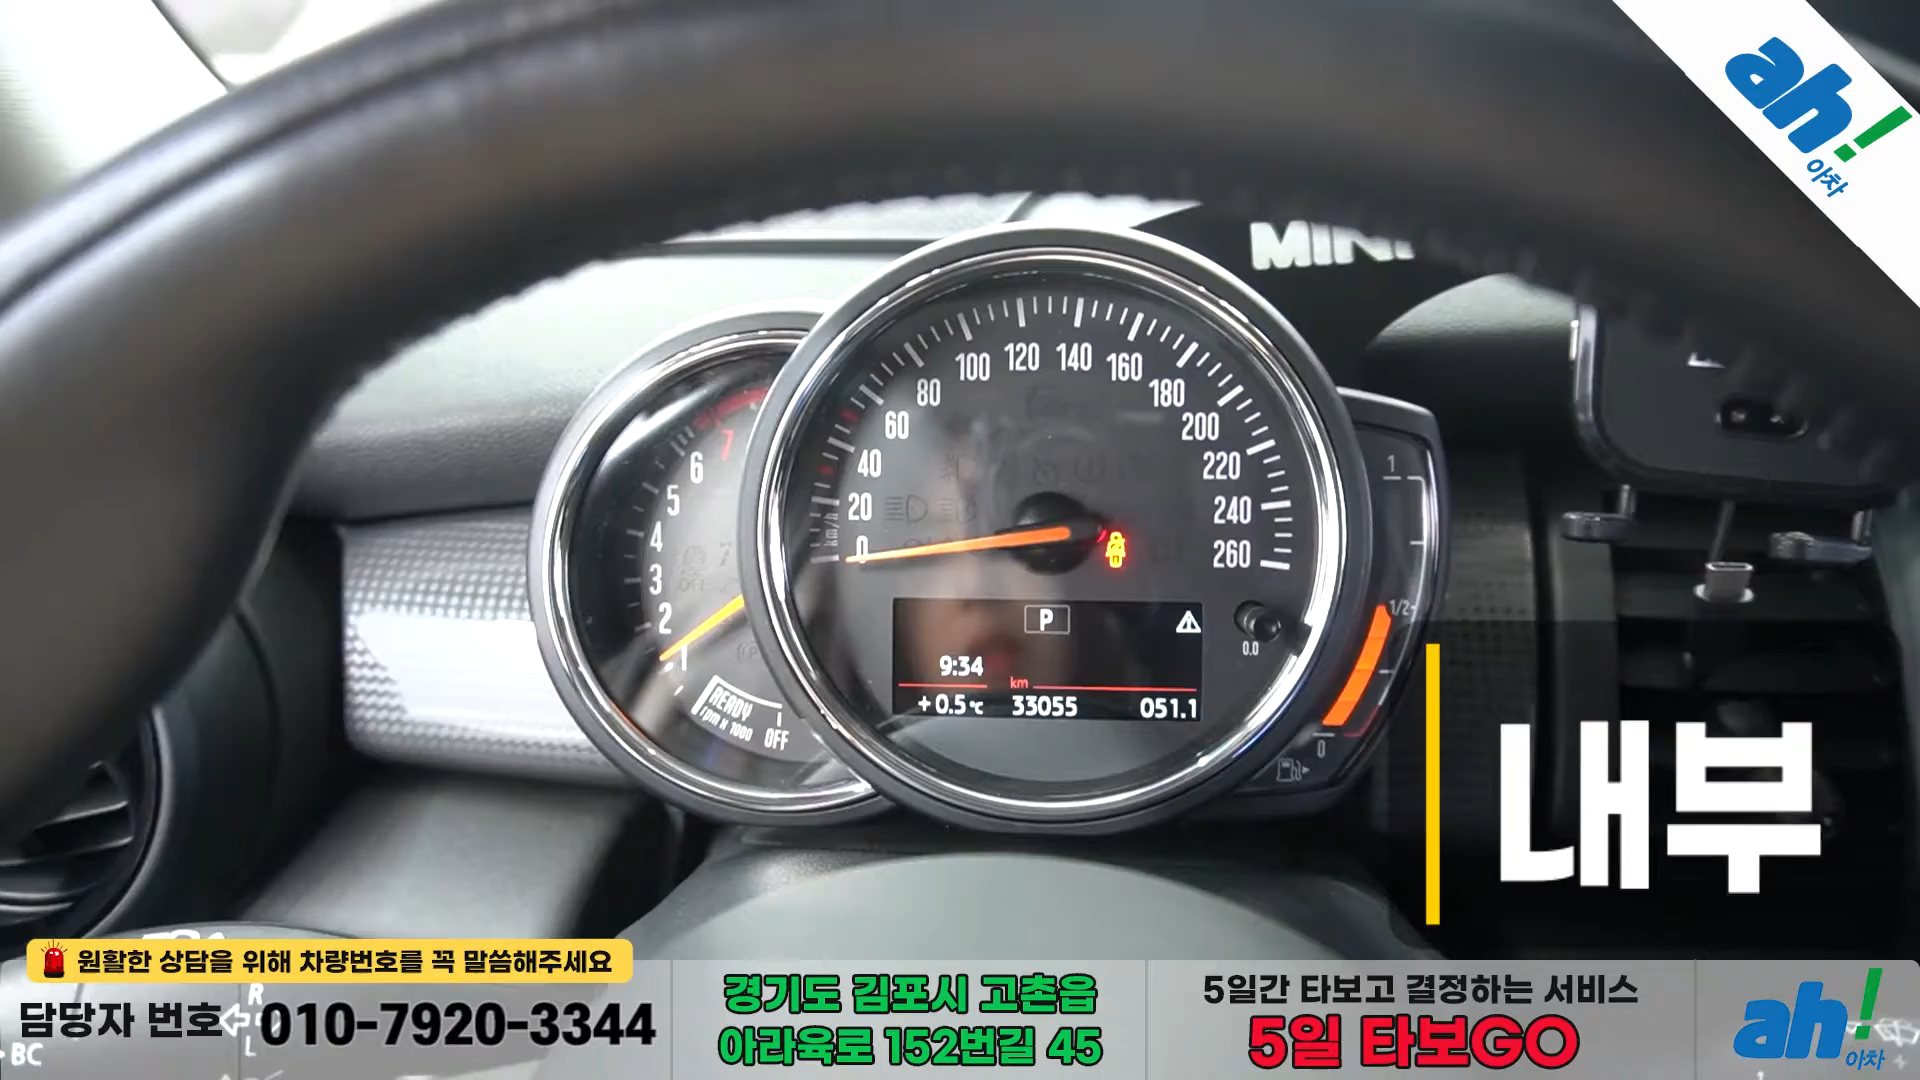 ah!
아차
MINI
100 120 140 160
80 180
60 200
40 220
20 240
0 260
km/h
7
6
5
4
3
2
1
READY
rpm x 1000
OFF
1
1/2
0
0.0
P
9:34
km
+0.5°C 33055 051.1
내부
원활한 상담을 위해 차량번호를 꼭 말씀해주세요
담당자 번호 010-7920-3344
R
L
BC
경기도 김포시 고촌읍
아라육로 152번길 45
5일간 타보고 결정하는 서비스
5일 타보GO
ah!
아차